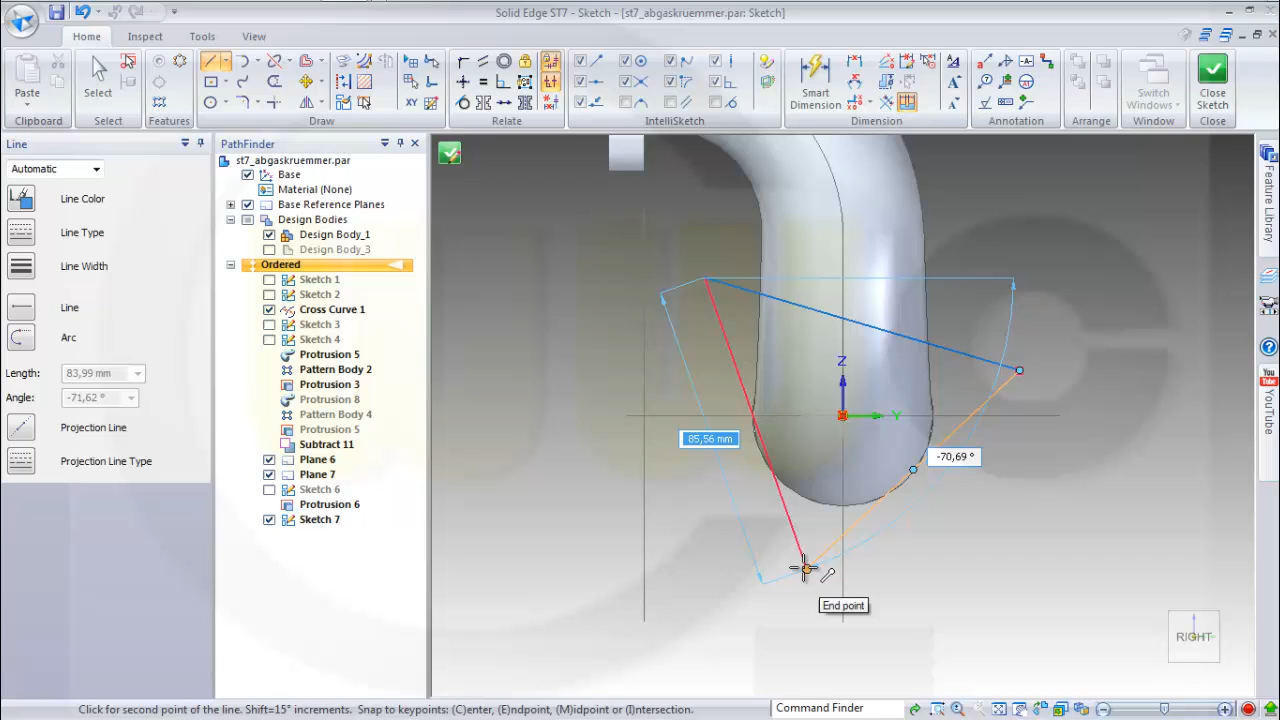 Solid Edge ST7 - Sketch - [st7_abgaskruemmer.par: Sketch]
Home
Inspect
Tools
View
Paste
Select
Smart
Dimension
Switch
Windows
Close
Sketch
Clipboard
Select
Features
Draw
Relate
IntelliSketch
Dimension
Annotation
Arrange
Window
Close
Line
Automatic
Line Color
Line Type
Line Width
Line
Arc
Length:
83,99 mm
Angle:
-71,62 °
Projection Line
Projection Line Type
PathFinder
st7_abgaskruemmer.par
Base
Material (None)
Base Reference Planes
Design Bodies
Design Body_1
Design Body_3
Ordered
Sketch 1
Sketch 2
Cross Curve 1
Sketch 3
Sketch 4
Protrusion 5
Pattern Body 2
Protrusion 3
Protrusion 8
Pattern Body 4
Protrusion 5
Subtract 11
Plane 6
Plane 7
Sketch 6
Protrusion 6
Sketch 7
Z
Y
85,56 mm
-70,69 °
End point
RIGHT
Feature Library
You
Tube
YouTube
Click for second point of the line. Shift=15° increments. Snap to keypoints: (C)enter, (E)ndpoint, (M)idpoint or (I)ntersection.
Command Finder